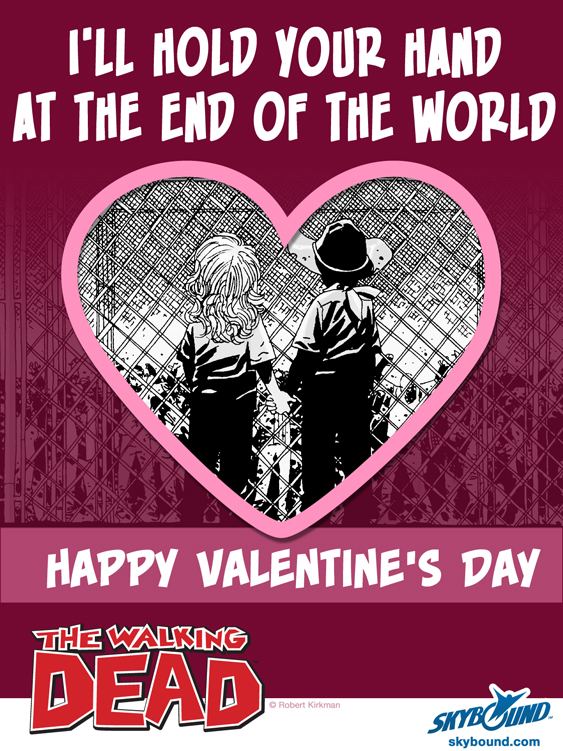 I'LL HOLD YOUR HAND
AT THE END OF THE WORLD
HAPPY VALENTINE'S DAY
THE WALKING
DEAD
© Robert Kirkman
SKYBOUND
skybound.com